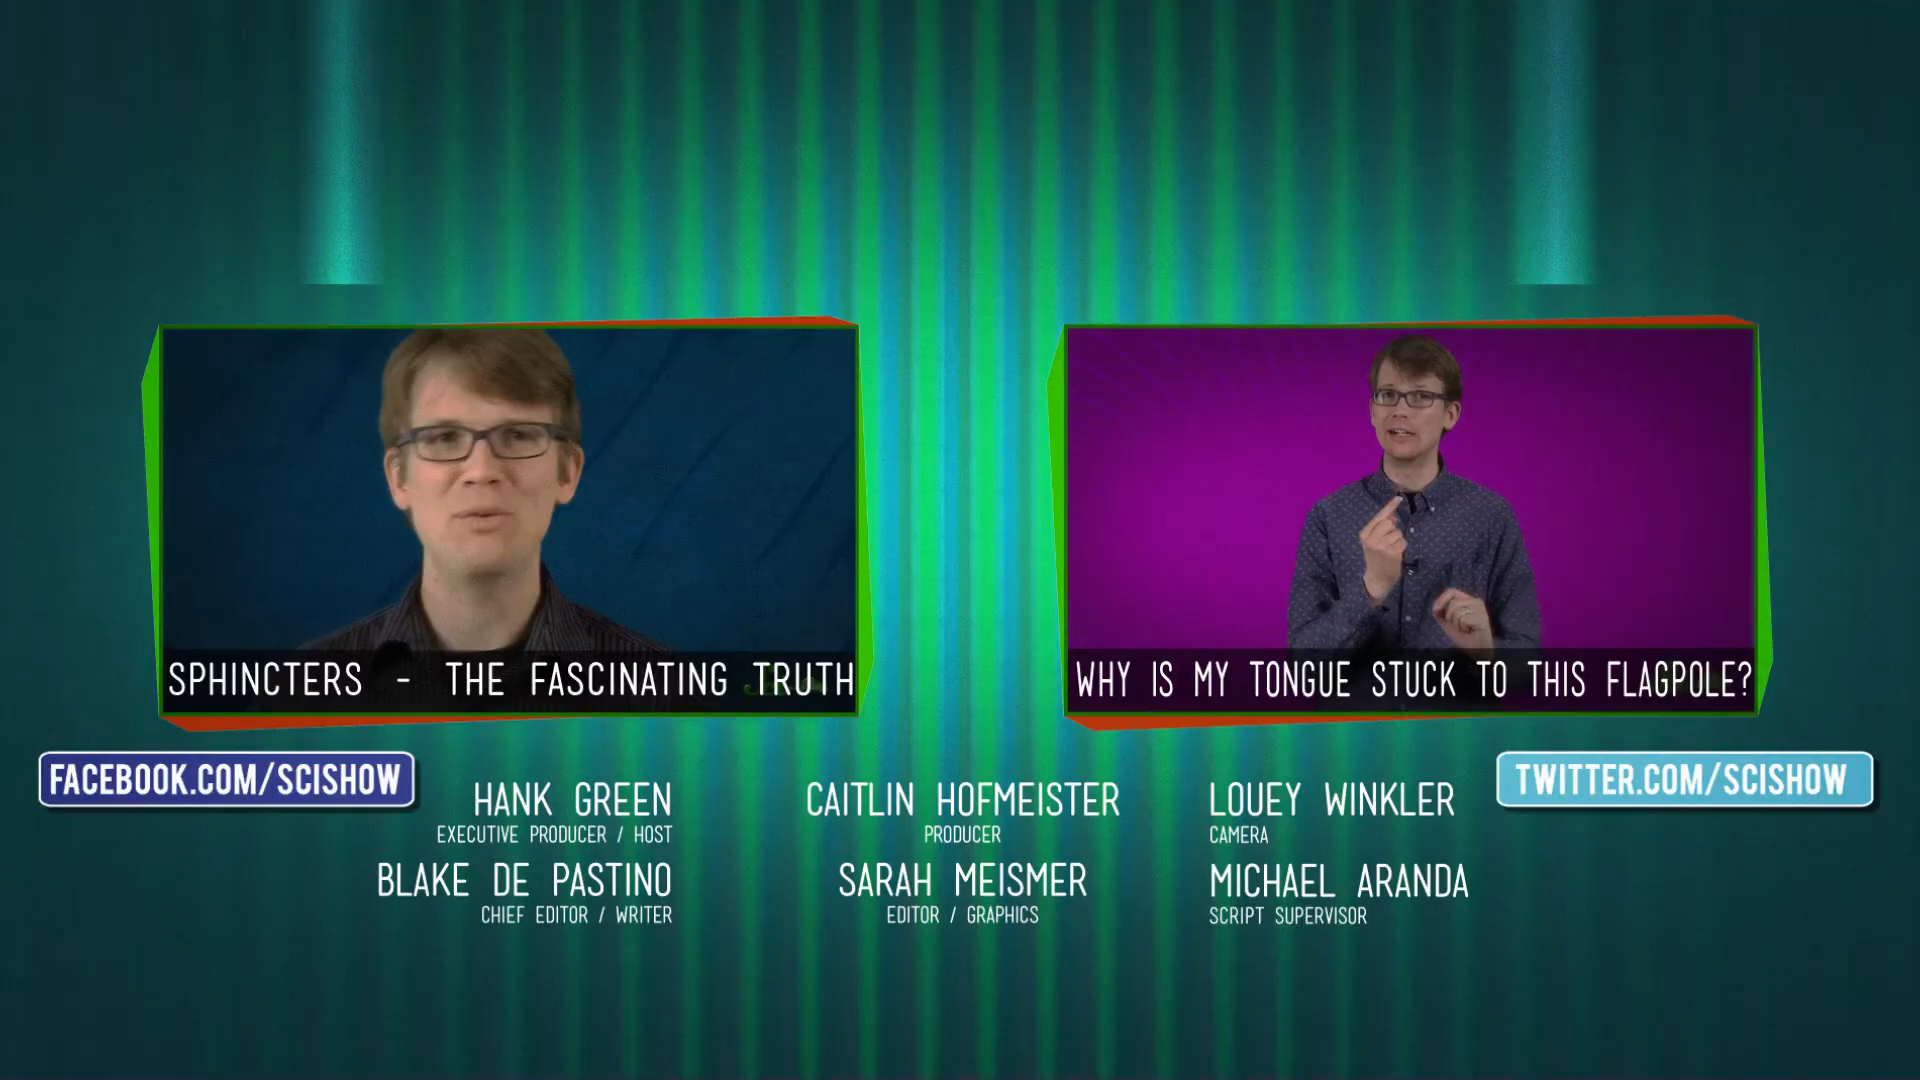 SPHINCTERS - THE FASCINATING TRUTH
WHY IS MY TONGUE STUCK TO THIS FLAGPOLE?
FACEBOOK.COM/SCISHOW
TWITTER.COM/SCISHOW
HANK GREEN
EXECUTIVE PRODUCER / HOST
CAITLIN HOFMEISTER
PRODUCER
LOUEY WINKLER
CAMERA
BLAKE DE PASTINO
CHIEF EDITOR / WRITER
SARAH MEISMER
EDITOR / GRAPHICS
MICHAEL ARANDA
SCRIPT SUPERVISOR